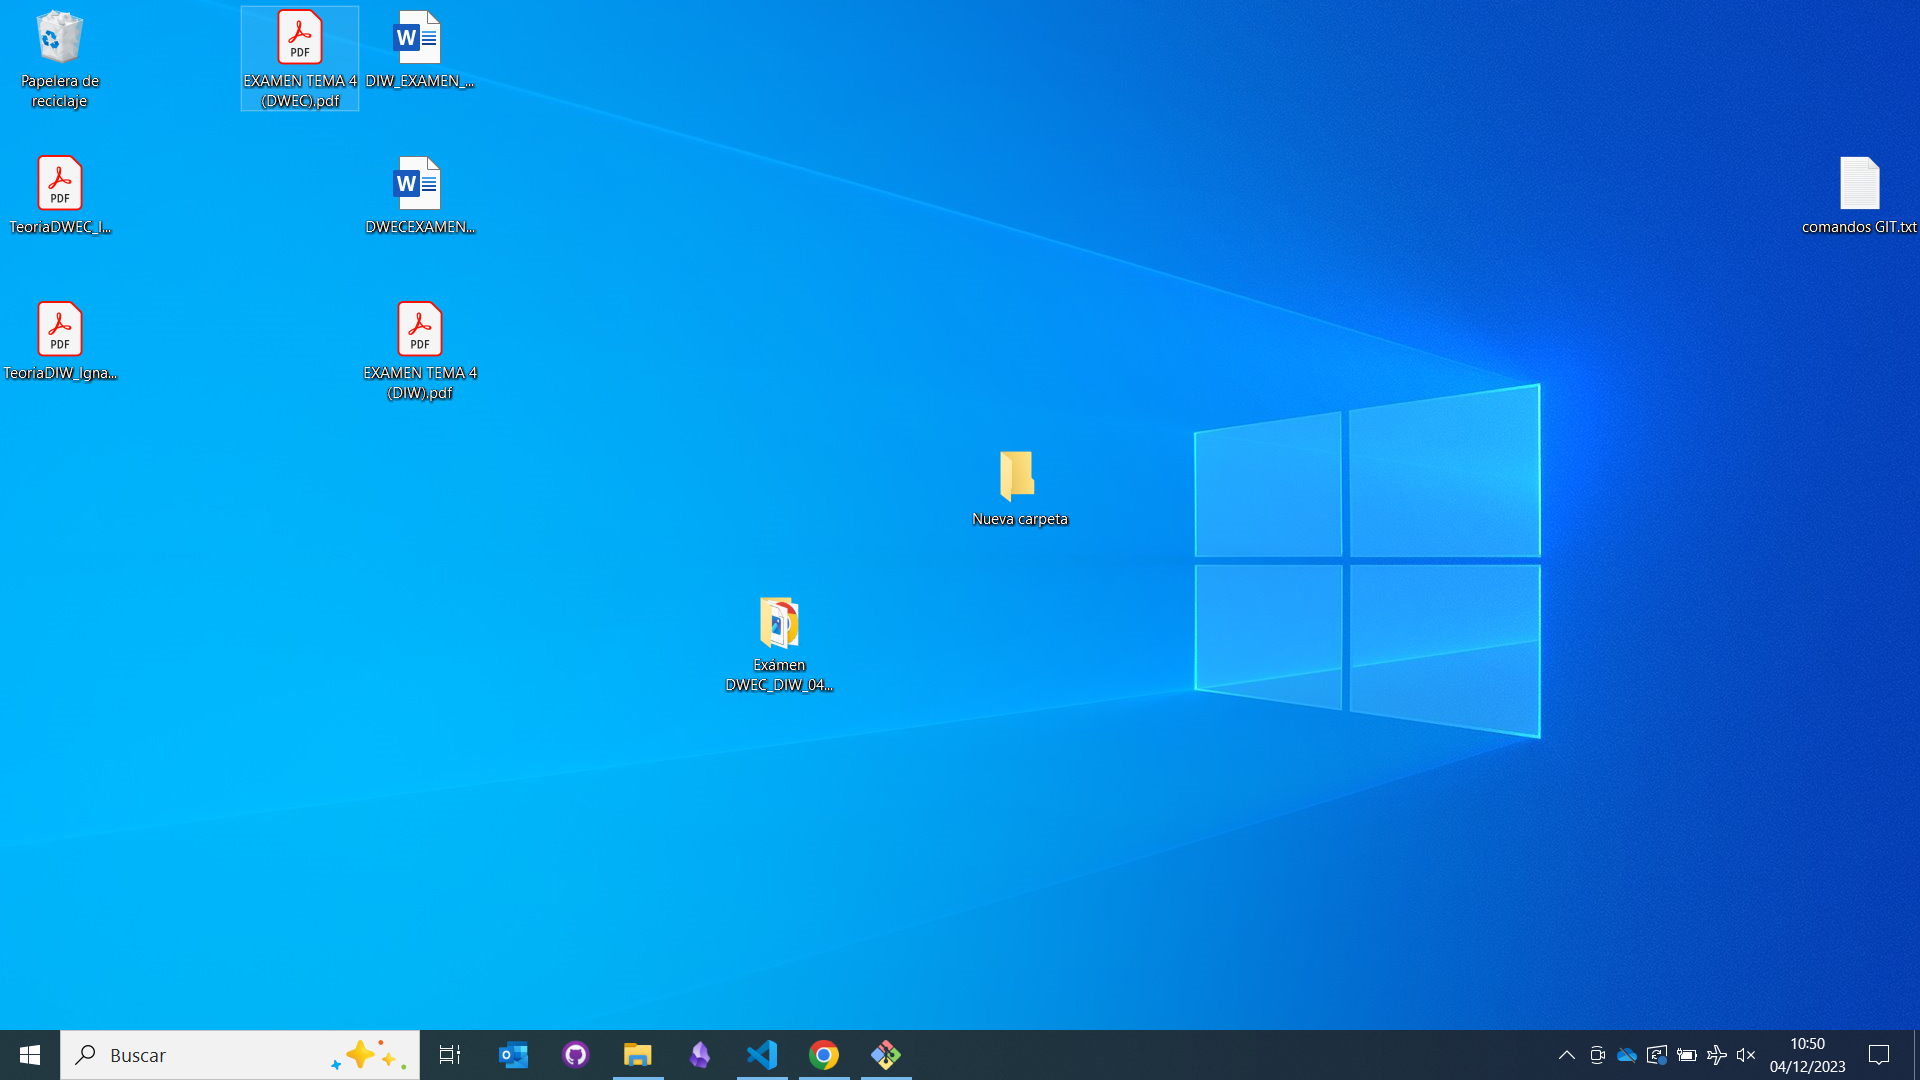 Papelera de
reciclaje
EXAMEN TEMA 4
(DWEC).pdf
DIW_EXAMEN_...
TeoriaDWEC_I...
DWECEXAMEN...
comandos GIT.txt
TeoriaDIW_Igna...
EXAMEN TEMA 4
(DIW).pdf
Nueva carpeta
Exámen
DWEC_DIW_04...
Buscar
10:50
04/12/2023
PDF
PDF
PDF
PDF
W
W